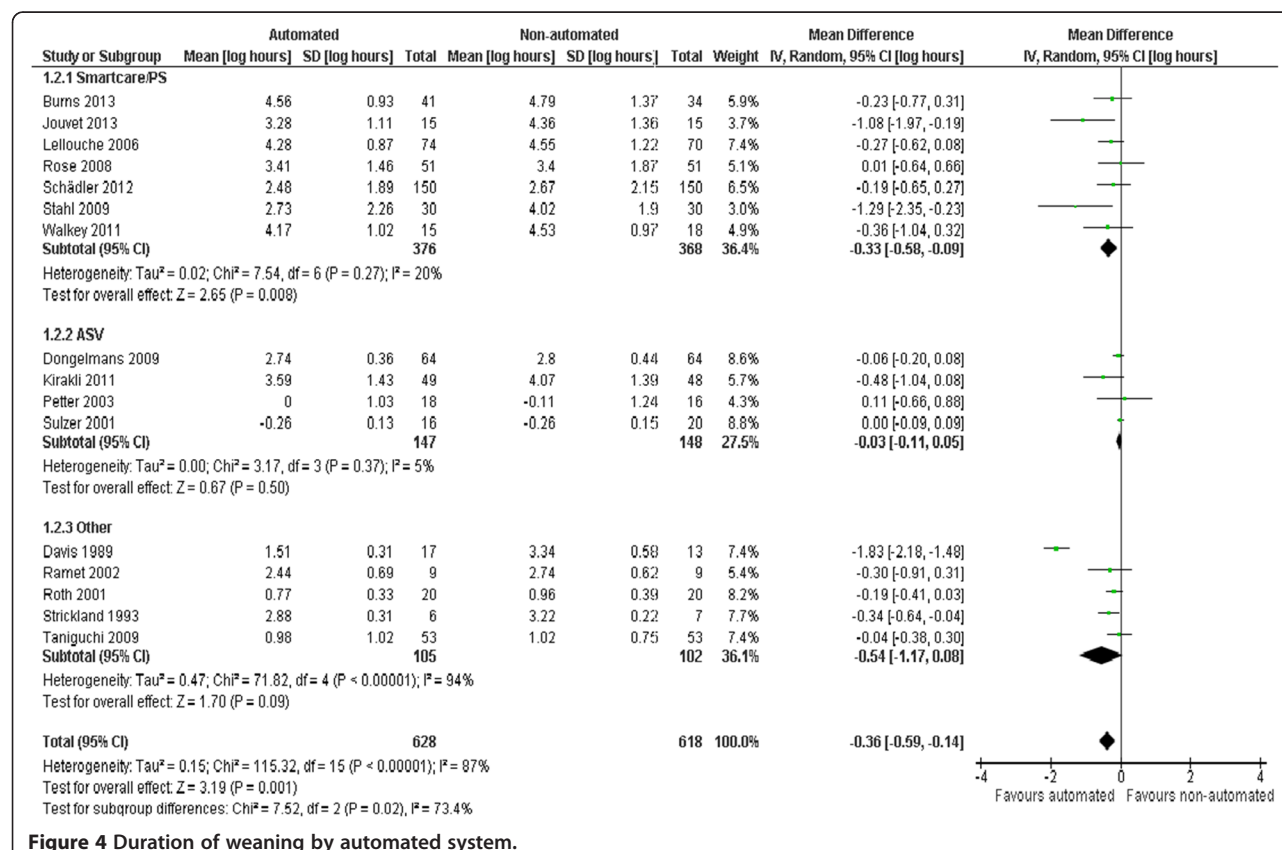 Automated Non-automated Mean Difference Mean Difference
Study or Subgroup Mean [log hours] SD [log hours] Total Mean [log hours] SD [log hours] Total Weight IV, Random, 95% CI [log hours] IV, Random, 95% CI [log hours]
1.2.1 Smartcare/PS
Burns 2013 4.56 0.93 41 4.79 1.37 34 5.9% -0.23 [-0.77, 0.31]
Jouvet 2013 3.28 1.11 15 4.36 1.36 15 3.7% -1.08 [-1.97, -0.19]
Lellouche 2006 4.28 0.87 74 4.55 1.22 70 7.4% -0.27 [-0.62, 0.08]
Rose 2008 3.41 1.46 51 3.4 1.87 51 5.1% 0.01 [-0.64, 0.66]
Schädler 2012 2.48 1.89 150 2.67 2.15 150 6.5% -0.19 [-0.65, 0.27]
Stahl 2009 2.73 2.26 30 4.02 1.9 30 3.0% -1.29 [-2.35, -0.23]
Walkey 2011 4.17 1.02 15 4.53 0.97 18 4.9% -0.36 [-1.04, 0.32]
Subtotal (95% CI) 376 368 36.4% -0.33 [-0.58, -0.09]
Heterogeneity: Tau² = 0.02; Chi² = 7.54, df = 6 (P = 0.27); I² = 20%
Test for overall effect: Z = 2.65 (P = 0.008)
1.2.2 ASV
Dongelmans 2009 2.74 0.36 64 2.8 0.44 64 8.6% -0.06 [-0.20, 0.08]
Kirakli 2011 3.59 1.43 49 4.07 1.39 48 5.7% -0.48 [-1.04, 0.08]
Petter 2003 0 1.03 18 -0.11 1.24 16 4.3% 0.11 [-0.66, 0.88]
Sulzer 2001 -0.26 0.13 16 -0.26 0.15 20 8.8% 0.00 [-0.09, 0.09]
Subtotal (95% CI) 147 148 27.5% -0.03 [-0.11, 0.05]
Heterogeneity: Tau² = 0.00; Chi² = 3.17, df = 3 (P = 0.37); I² = 5%
Test for overall effect: Z = 0.67 (P = 0.50)
1.2.3 Other
Davis 1989 1.51 0.31 17 3.34 0.58 13 7.4% -1.83 [-2.18, -1.48]
Ramet 2002 2.44 0.69 9 2.74 0.62 9 5.4% -0.30 [-0.91, 0.31]
Roth 2001 0.77 0.33 20 0.96 0.39 20 8.2% -0.19 [-0.41, 0.03]
Strickland 1993 2.88 0.31 6 3.22 0.22 7 7.7% -0.34 [-0.64, -0.04]
Taniguchi 2009 0.98 1.02 53 1.02 0.75 53 7.4% -0.04 [-0.38, 0.30]
Subtotal (95% CI) 105 102 36.1% -0.54 [-1.17, 0.08]
Heterogeneity: Tau² = 0.47; Chi² = 71.82, df = 4 (P < 0.00001); I² = 94%
Test for overall effect: Z = 1.70 (P = 0.09)
Total (95% CI) 628 618 100.0% -0.36 [-0.59, -0.14]
Heterogeneity: Tau² = 0.15; Chi² = 115.32, df = 15 (P < 0.00001); I² = 87%
Test for overall effect: Z = 3.19 (P = 0.001)
Test for subgroup differences: Chi² = 7.52, df = 2 (P = 0.02), I² = 73.4%
-4 -2 0 2 4
Favours automated Favours non-automated
Figure 4 Duration of weaning by automated system.